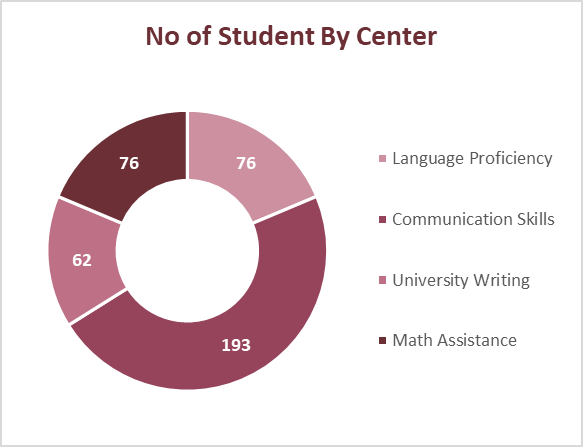 No of Student By Center
76
76
Language Proficiency
Communication Skills
62
University Writing
Math Assistance
193